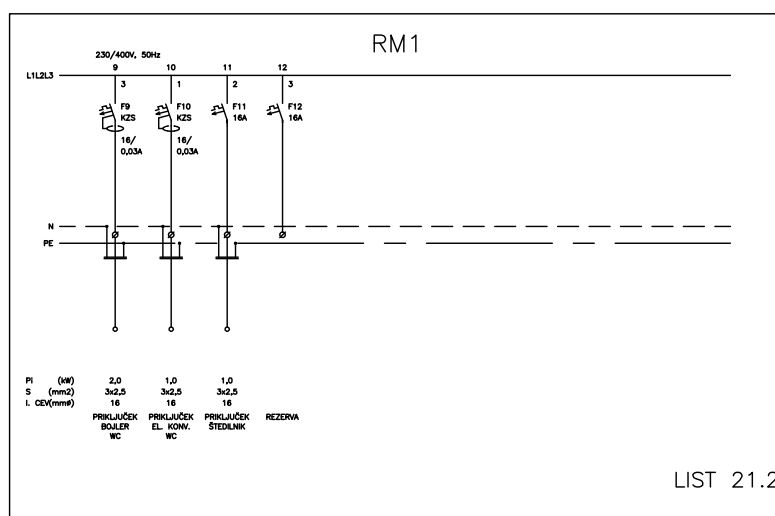 RM1
230/400V, 50Hz
9 10 11 12
L1L2L3
3 1 2 3
F9 F10 F11 F12
KZS KZS 16A 16A
16/ 16/
0,03A 0,03A
N
PE
Pi (kW) 2,0 1,0 1,0
S (mm2) 3x2,5 3x2,5 3x2,5
I. CEV(mmø) 16 16 16
PRIKLJUČEK PRIKLJUČEK PRIKLJUČEK REZERVA
BOJLER EL. KONV. ŠTEDILNIK
WC WC
LIST 21.2